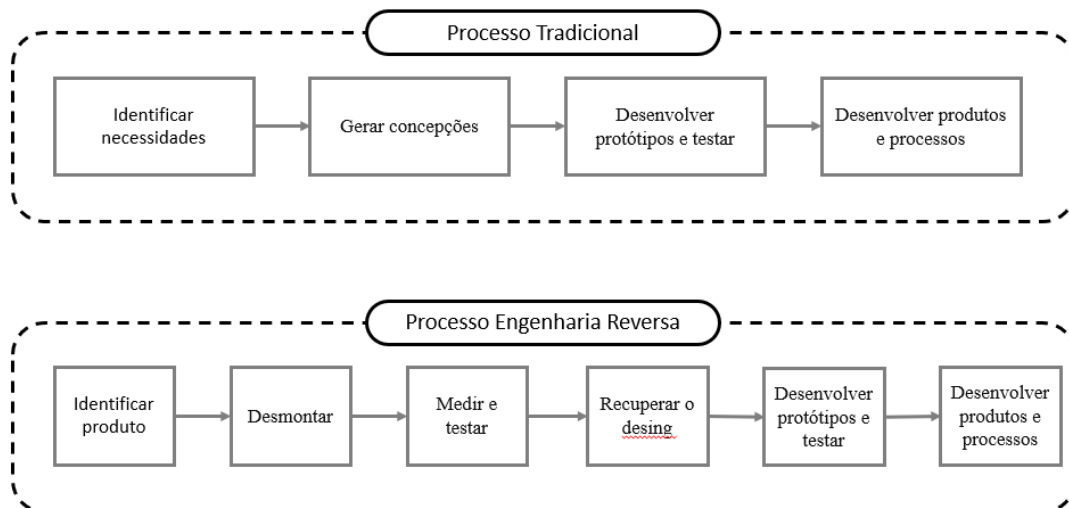 Processo Tradicional
Identificar
necessidades
Gerar concepções
Desenvolver
protótipos e testar
Desenvolver produtos
e processos
Processo Engenharia Reversa
Identificar
produto
Desmontar
Medir e
testar
Recuperar o
desing
Desenvolver
protótipos e
testar
Desenvolver
produtos e
processos